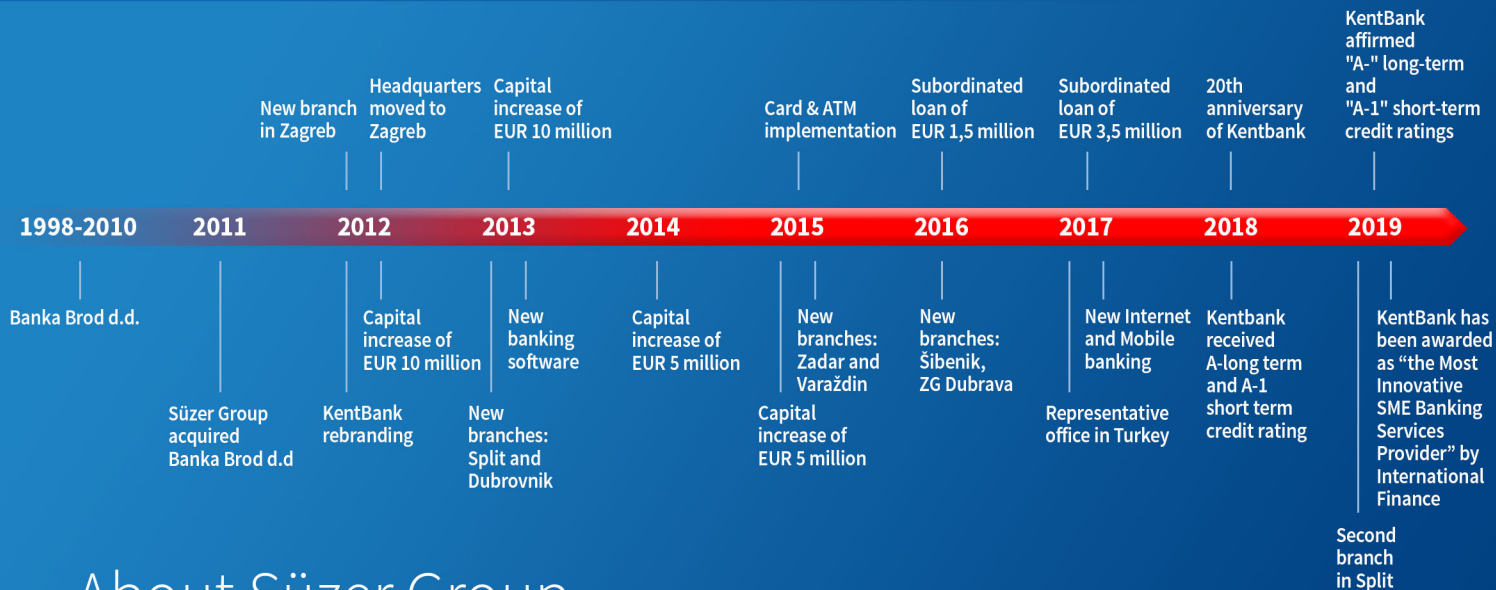 New branch
in Zagreb
Headquarters
moved to
Zagreb
Capital
increase of
EUR 10 million
Card & ATM
implementation
Subordinated
loan of
EUR 1,5 million
Subordinated
loan of
EUR 3,5 million
20th
anniversary
of Kentbank
KentBank
affirmed
"A-" long-term
and
"A-1" short-term
credit ratings
1998-2010
2011
2012
2013
2014
2015
2016
2017
2018
2019
Banka Brod d.d.
Süzer Group
acquired
Banka Brod d.d
KentBank
rebranding
Capital
increase of
EUR 10 million
New
branches:
Split and
Dubrovnik
New
banking
software
Capital
increase of
EUR 5 million
Capital
increase of
EUR 5 million
New
branches:
Zadar and
Varaždin
New
branches:
Šibenik,
ZG Dubrava
Representative
office in Turkey
New Internet
and Mobile
banking
Kentbank
received
A-long term
and A-1
short term
credit rating
Second
branch
in Split
KentBank has
been awarded
as “the Most
Innovative
SME Banking
Services
Provider” by
International
Finance
About Süzer Group